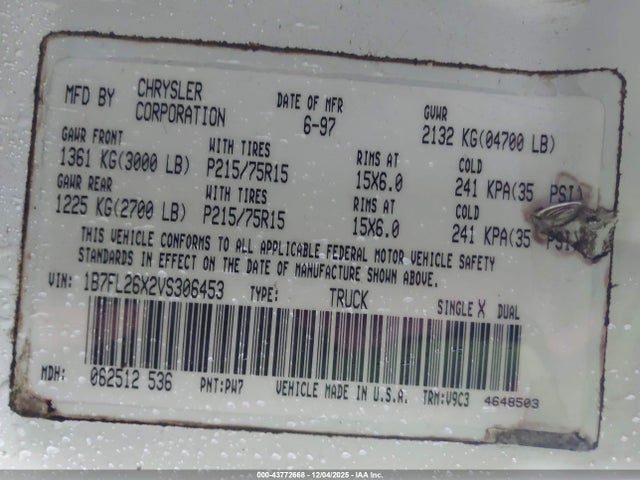 MFD BY CHRYSLER CORPORATION DATE OF MFR 6-97 GVWR 2132 KG(04700 LB)
GAWR FRONT WITH TIRES RIMS AT COLD
1361 KG(3000 LB) P215/75R15 15X6.0 241 KPA(35 PSI)
GAWR REAR WITH TIRES RIMS AT COLD
1225 KG(2700 LB) P215/75R15 15X6.0 241 KPA(35 PSI)
THIS VEHICLE CONFORMS TO ALL APPLICABLE FEDERAL MOTOR VEHICLE SAFETY
STANDARDS IN EFFECT ON THE DATE OF MANUFACTURE SHOWN ABOVE.
VIN: 1B7FL26X2VS306453 TYPE: TRUCK SINGLE X DUAL
MDH: 062512 536 PNT:PW7 VEHICLE MADE IN U.S.A. TRM:V9C3 4648503
000-43772668 - 12/04/2025 - IAA Inc.